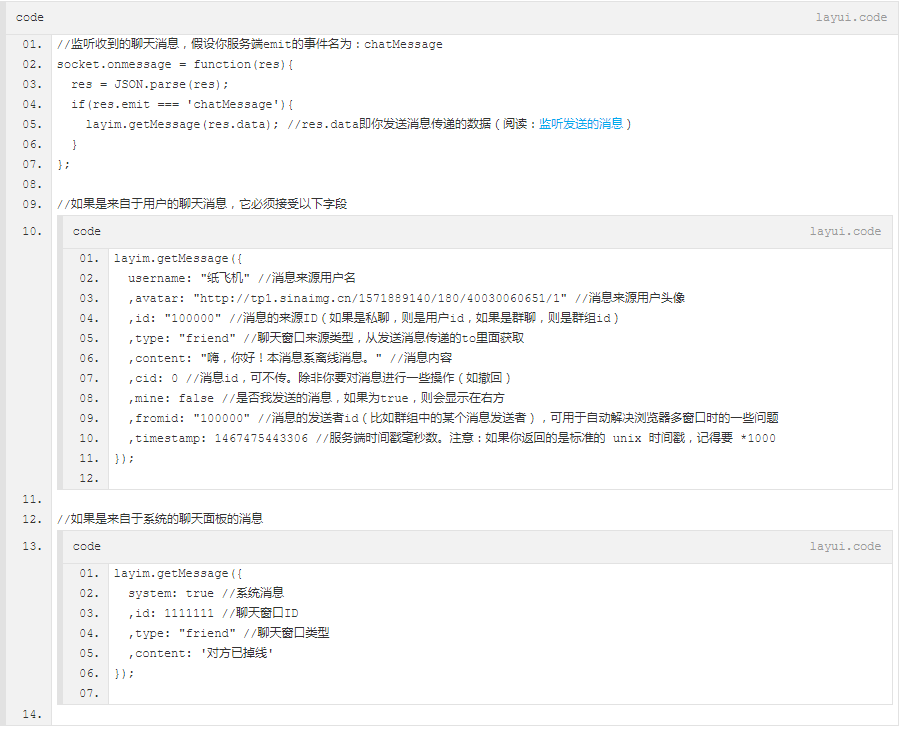 code layui.code
01. //监听收到的聊天消息，假设你服务端emit的事件名为：chatMessage
02. socket.onmessage = function(res){
03.   res = JSON.parse(res);
04.   if(res.emit === 'chatMessage'){
05.     layim.getMessage(res.data); //res.data即你发送消息传递的数据（阅读：监听发送的消息）
06.   }
07. };
08.
09. //如果是来自于用户的聊天消息，它必须接受以下字段
10. code layui.code
01. layim.getMessage({
02.   username: "纸飞机" //消息来源用户名
03.   ,avatar: "http://tp1.sinaimg.cn/1571889140/180/40030060651/1" //消息来源用户头像
04.   ,id: "100000" //消息的来源ID（如果是私聊，则是用户id，如果是群聊，则是群组id）
05.   ,type: "friend" //聊天窗口来源类型，从发送消息传递的to里面获取
06.   ,content: "嗨，你好！本消息系离线消息。" //消息内容
07.   ,cid: 0 //消息id，可不传。除非你要对消息进行一些操作（如撤回）
08.   ,mine: false //是否我发送的消息，如果为true，则会显示在右方
09.   ,fromid: "100000" //消息的发送者id（比如群组中的某个消息发送者），可用于自动解决浏览器多窗口时的一些问题
10.   ,timestamp: 1467475443306 //服务端时间戳毫秒数。注意：如果你返回的是标准的 unix 时间戳，记得要 *1000
11. });
12.
11.
12. //如果是来自于系统的聊天面板的消息
13. code layui.code
01. layim.getMessage({
02.   system: true //系统消息
03.   ,id: 1111111 //聊天窗口ID
04.   ,type: "friend" //聊天窗口类型
05.   ,content: '对方已掉线'
06. });
07.
14.